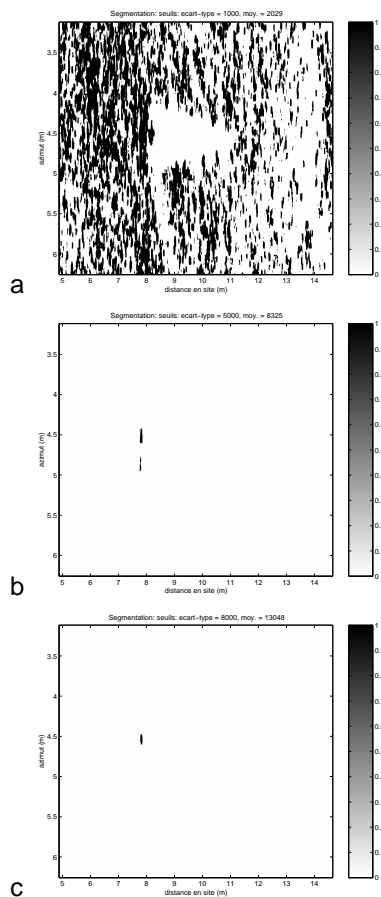 Segmentation: seuils: ecart−type = 1000, moy. = 2029
azimut (m)
3.5
4
4.5
5
5.5
6
5 6 7 8 9 10 11 12 13 14
distance en site (m)
1
0
a
Segmentation: seuils: ecart−type = 5000, moy. = 8325
azimut (m)
3.5
4
4.5
5
5.5
6
5 6 7 8 9 10 11 12 13 14
distance en site (m)
1
0
b
Segmentation: seuils: ecart−type = 8000, moy. = 13048
azimut (m)
3.5
4
4.5
5
5.5
6
5 6 7 8 9 10 11 12 13 14
distance en site (m)
1
0
c